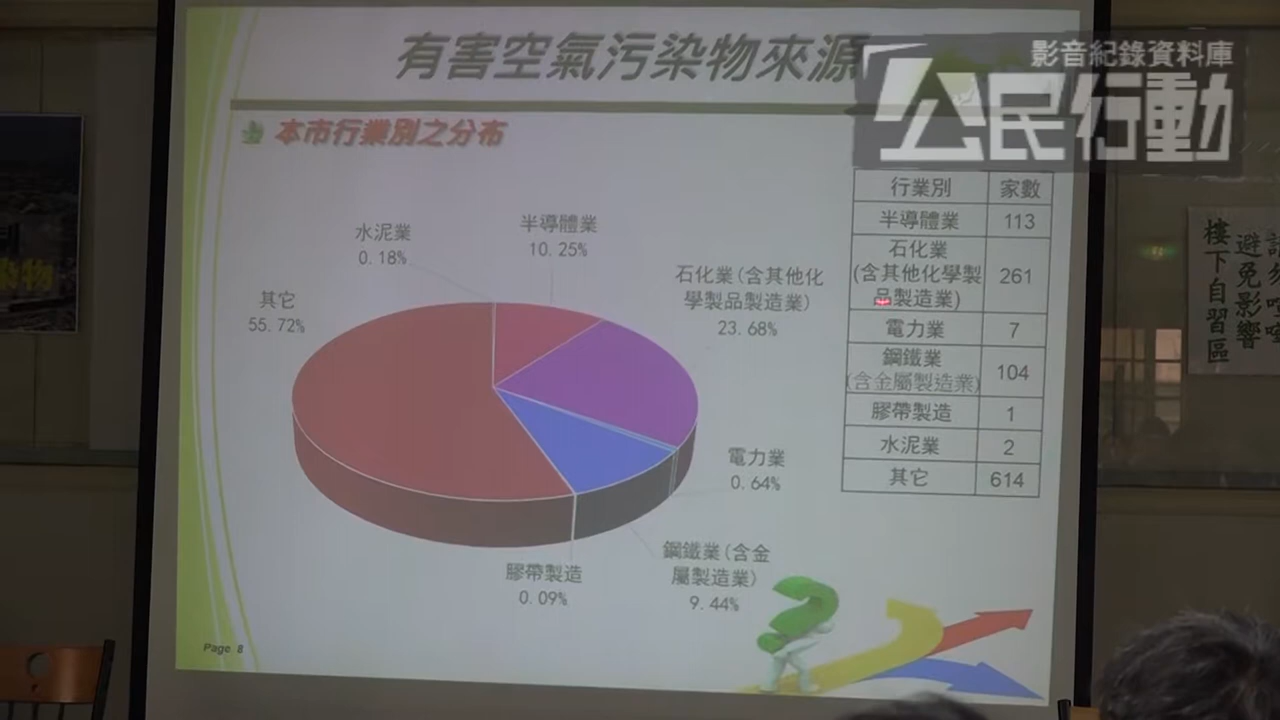 有害空氣污染物來源
影音紀錄資料庫
公民行動
本市行業別之分布
水泥業
0.18%
半導體業
10.25%
石化業(含其他化
學製品製造業)
23.68%
其它
55.72%
電力業
0.64%
鋼鐵業(含金
屬製造業)
9.44%
膠帶製造
0.09%
行業別 家數
半導體業 113
石化業
(含其他化學製
品製造業) 261
電力業 7
鋼鐵業
(含金屬製造業) 104
膠帶製造 1
水泥業 2
其它 614
Page 8
避免影響
樓下自習區